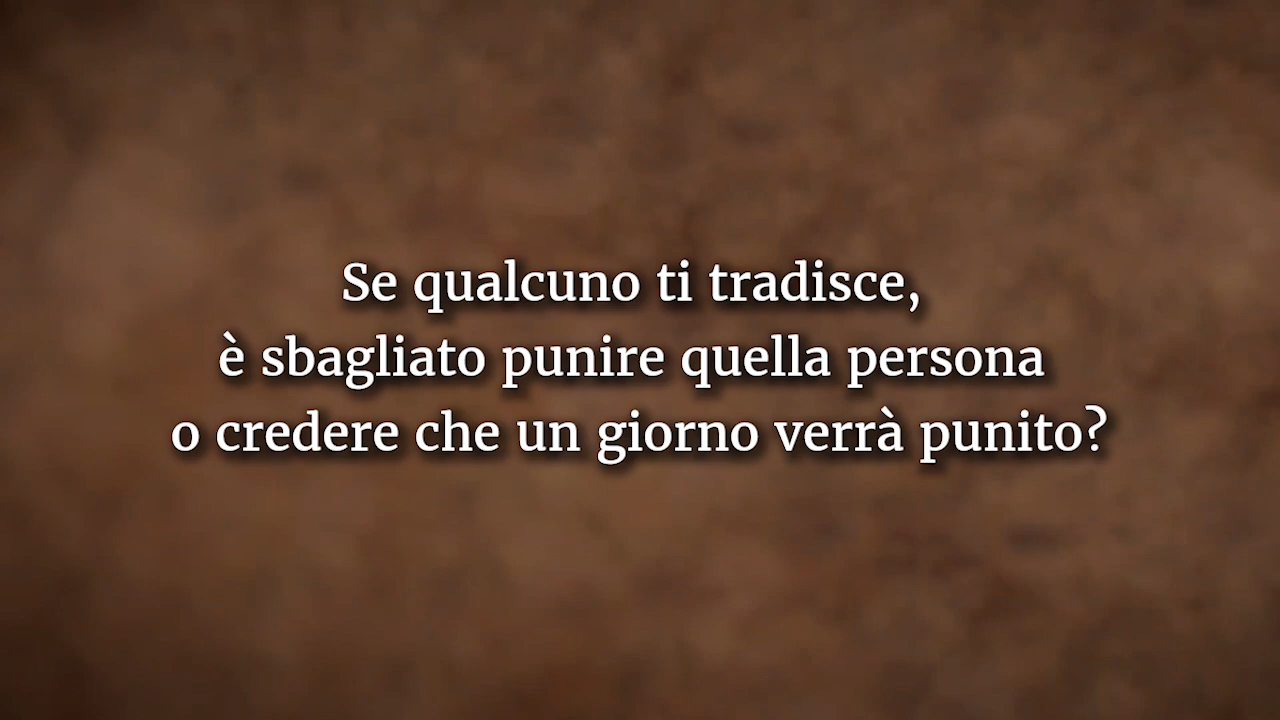 Se qualcuno ti tradisce,
è sbagliato punire quella persona
o credere che un giorno verrà punito?